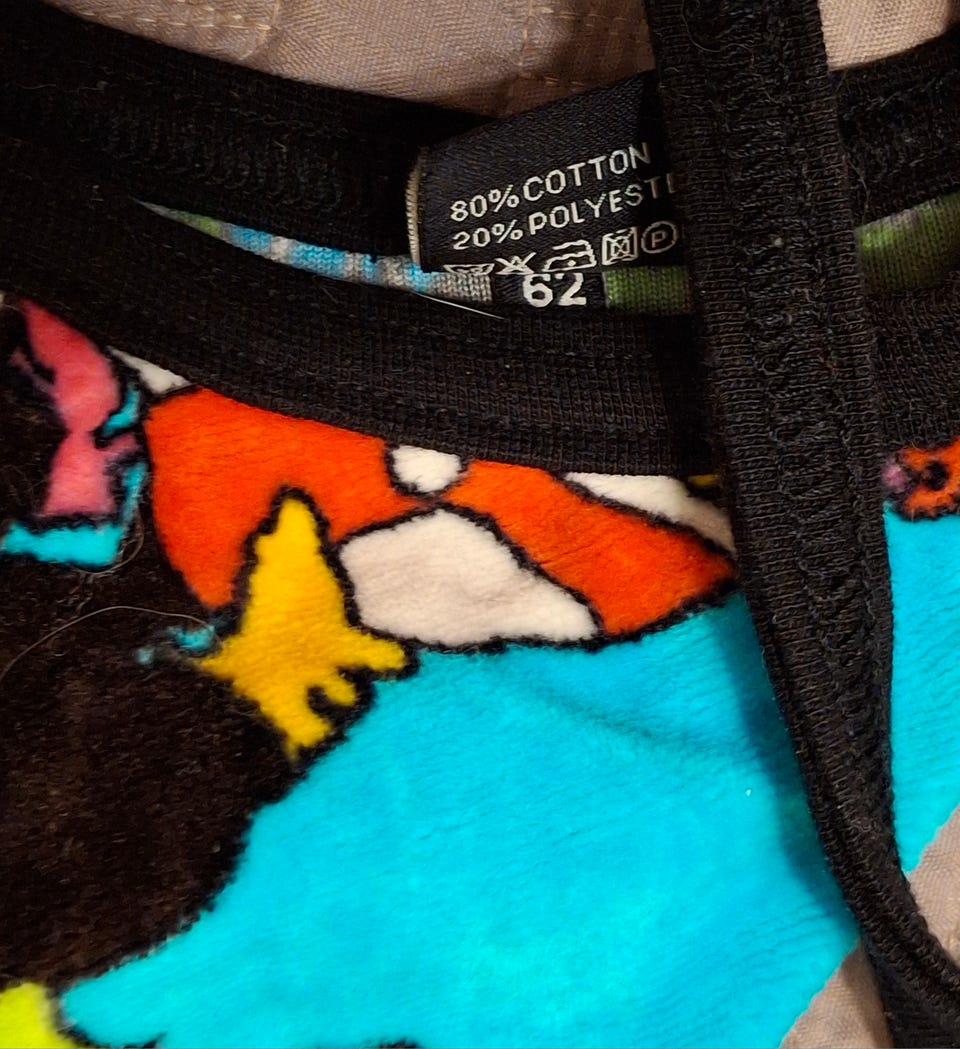 80% COTTON
20% POLYEST
62